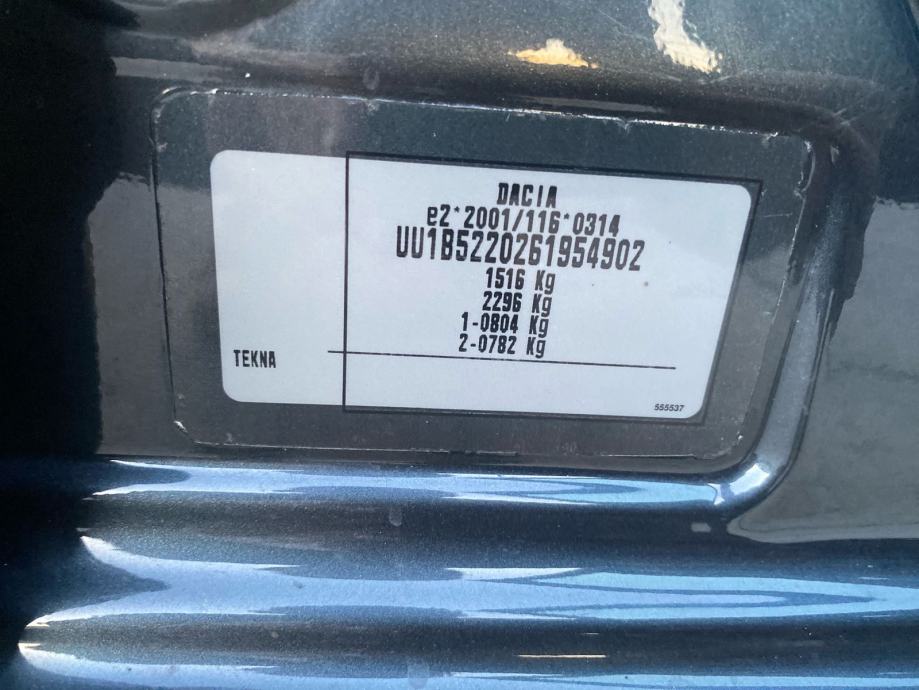 DACIA
e2*2001/116*0314
UU1B5220261954902
1516 Kg
2296 Kg
1-0804 Kg
2-0782 Kg
TEKNA
555537